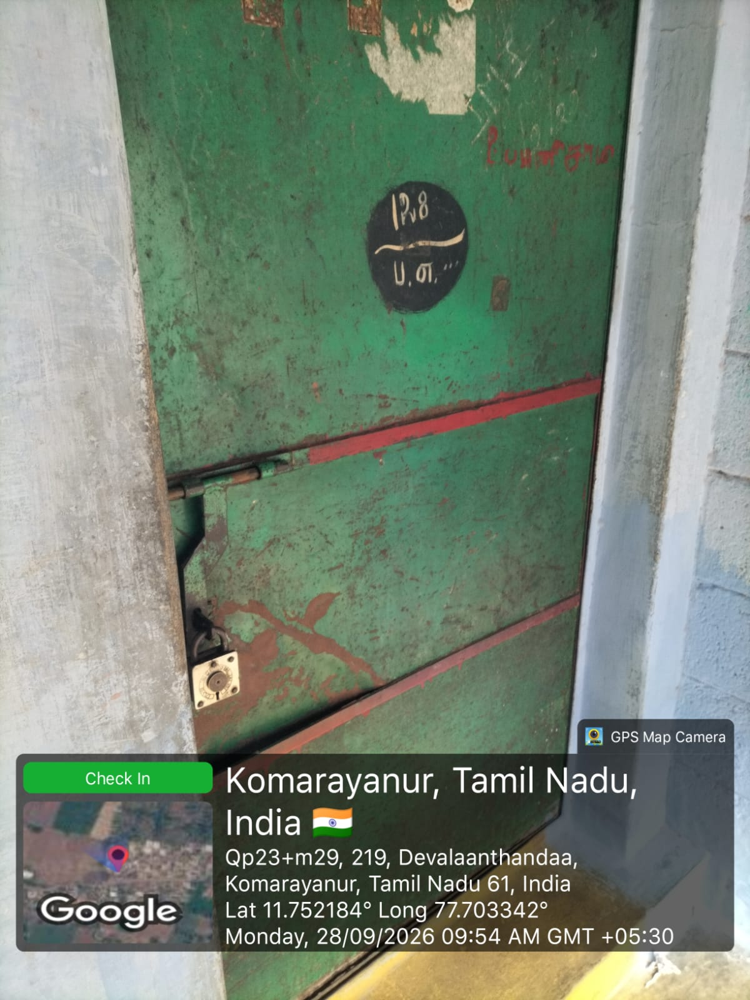 ப. எ.
GPS Map Camera
Check In
Komarayanur, Tamil Nadu,
India
Google
Qp23+m29, 219, Devalaanthandaa,
Komarayanur, Tamil Nadu 61, India
Lat 11.752184° Long 77.703342°
Monday, 28/09/2026 09:54 AM GMT +05:30